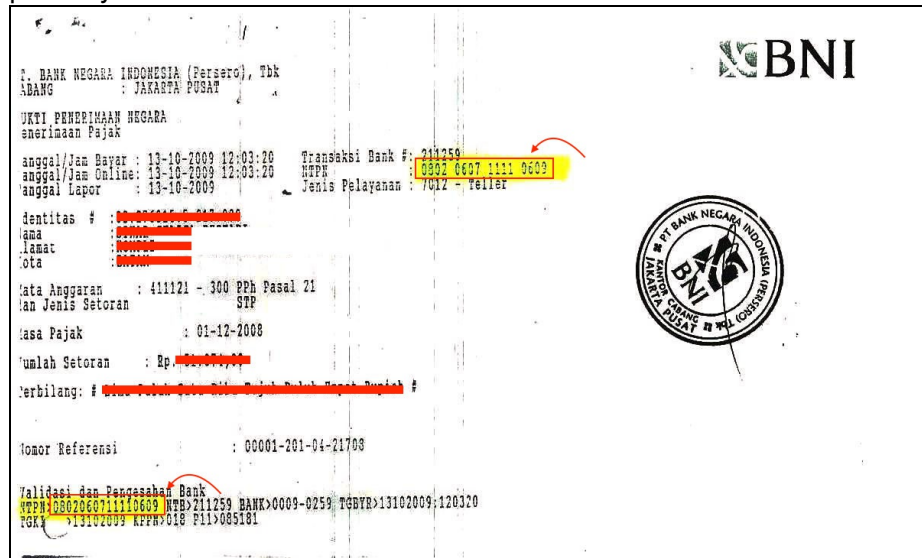 BNI
T. BANK NEGARA INDONESIA (Persero), Tbk
ABANG : JAKARTA PUSAT
UKTI PENERIMAAN NEGARA
enerimaan Pajak
anggal/Jam Bayar : 13-10-2009 12:03:20 Transaksi Bank #: 211259
anggal/Jam Online: 13-10-2009 12:03:20 NTPN : 0802 0607 1111 0609
anggal Lapor : 13-10-2009 Jenis Pelayanan : 7012 - Teller
dentitas # :
ama :
lamat :
ota :
ata Anggaran : 411121 - 300 PPh Pasal 21
an Jenis Setoran STP
asa Pajak : 01-12-2008
umlah Setoran : Rp.
erbilang: # #
omor Referensi : 00001-201-04-21708
Validasi dan Pengesahan Bank
NTPN>0802060711110609 NTB>211259 BANK>0009-0259 TGBYR>13102009:120320
>13102009 KPPN>018 P11>085181
PT BANK NEGARA INDONESIA (PERSERO) Tbk
KANTOR CABANG
JAKARTA PUSAT
BNI